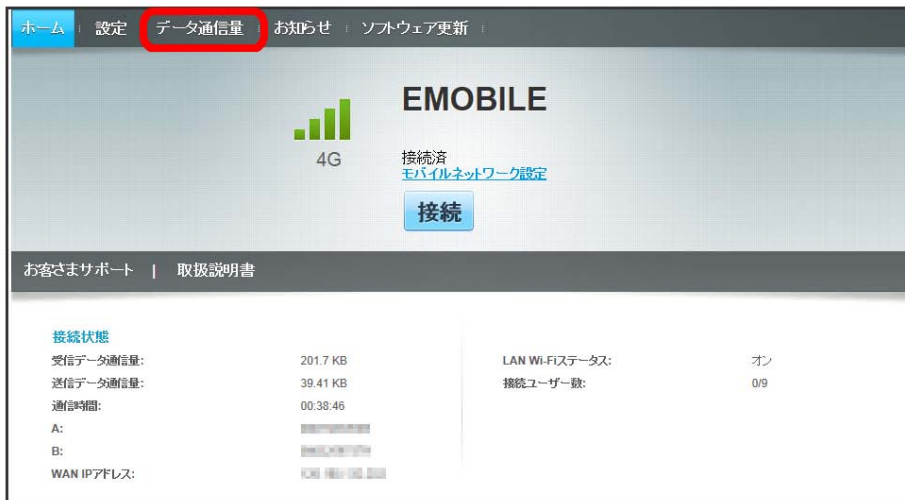 ホーム 設定 データ通信量 お知らせ ソフトウェア更新
EMOBILE
4G
接続済
モバイルネットワーク設定
接続
お客さまサポート | 取扱説明書
接続状態
受信データ通信量: 201.7 KB LAN Wi-Fiステータス: オン
送信データ通信量: 39.41 KB 接続ユーザー数: 0/9
通信時間: 00:38:46
A:
B:
WAN IPアドレス: